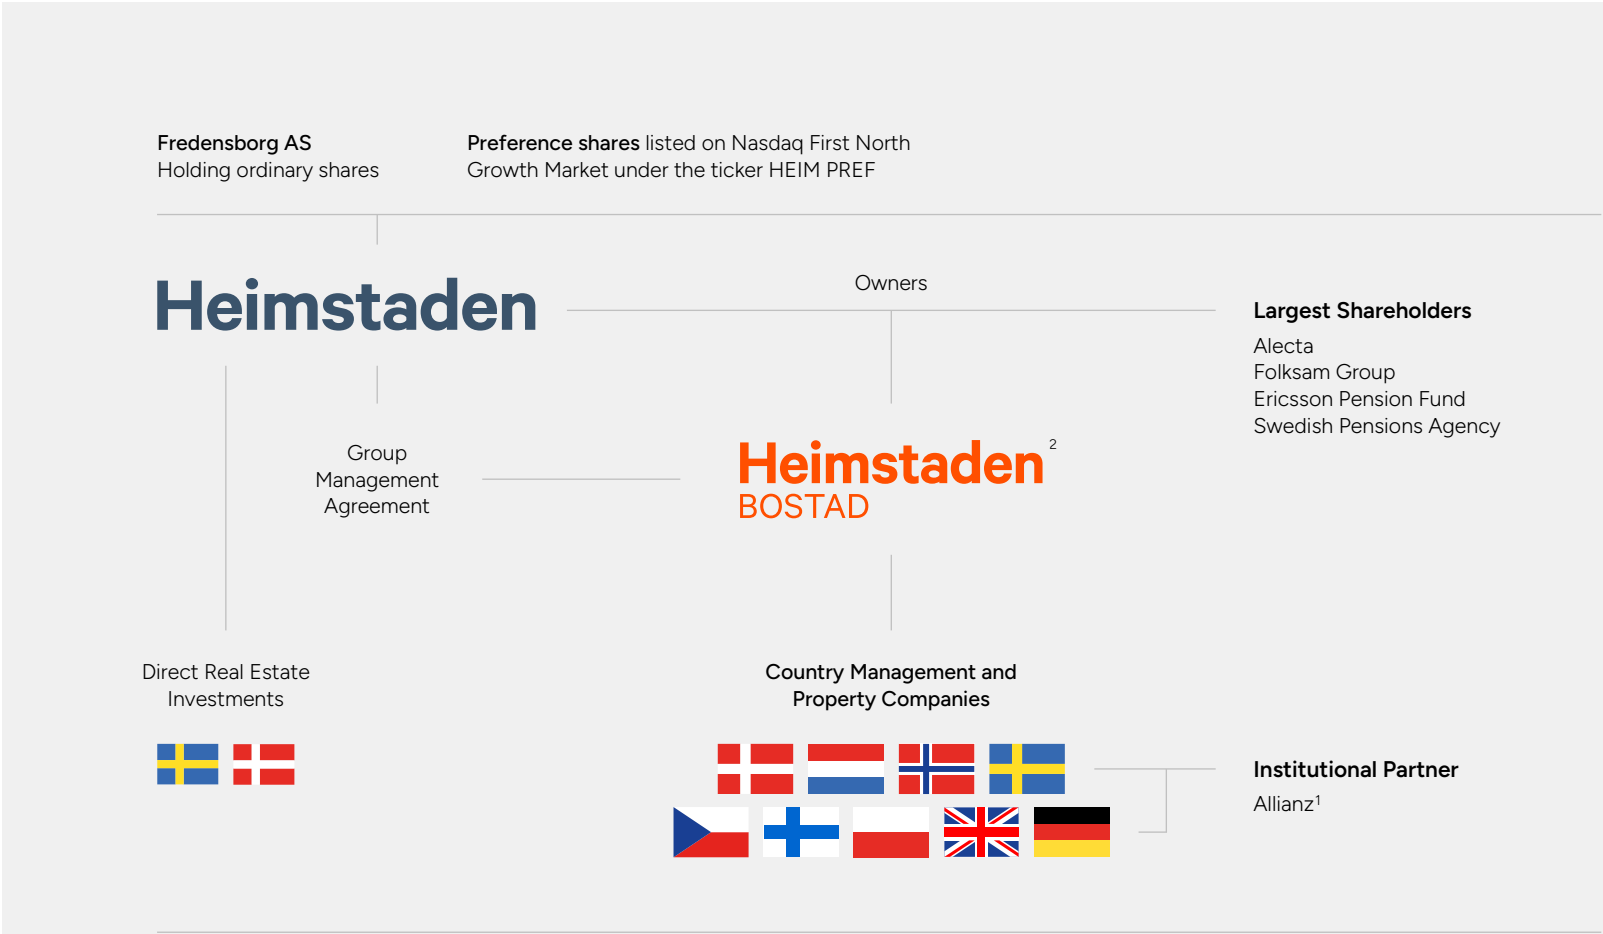 Fredensborg AS
Holding ordinary shares
Preference shares listed on Nasdaq First North
Growth Market under the ticker HEIM PREF
Heimstaden
Owners
Largest Shareholders
Alecta
Folksam Group
Ericsson Pension Fund
Swedish Pensions Agency
Group
Management
Agreement
Heimstaden²
BOSTAD
Direct Real Estate
Investments
Country Management and
Property Companies
Institutional Partner
Allianz¹